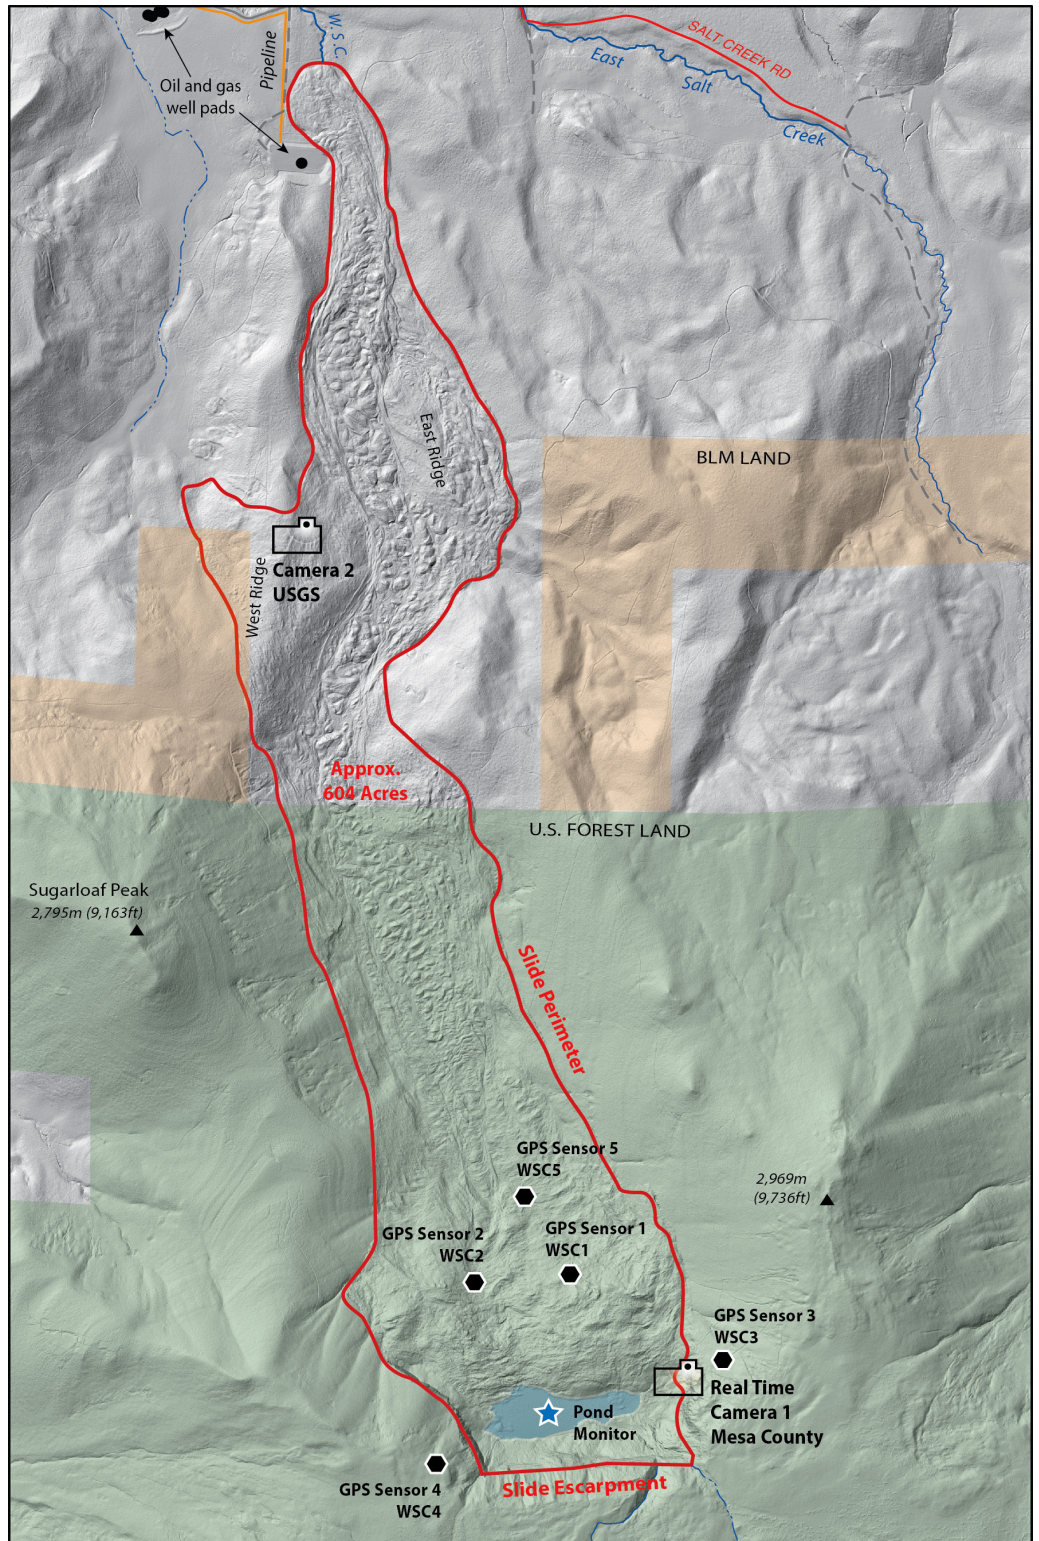 W. S. C.
SALT CREEK RD
Pipeline
East
Salt
Creek
Oil and gas
well pads
East Ridge
BLM LAND
Camera 2
USGS
West Ridge
Approx.
604 Acres
U.S. FOREST LAND
Sugarloaf Peak
2,795m (9,163ft)
Slide Perimeter
GPS Sensor 5
WSC5
2,969m
(9,736ft)
GPS Sensor 2
WSC2
GPS Sensor 1
WSC1
GPS Sensor 3
WSC3
Real Time
Camera 1
Mesa County
Pond
Monitor
GPS Sensor 4
WSC4
Slide Escarpment